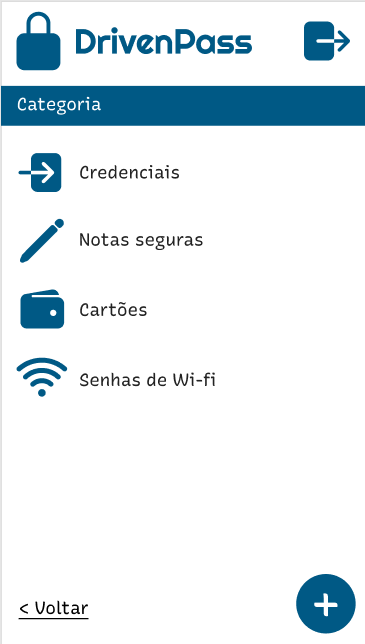 DrivenPass
Categoria
Credenciais
Notas seguras
Cartões
Senhas de Wi-fi
< Voltar
+